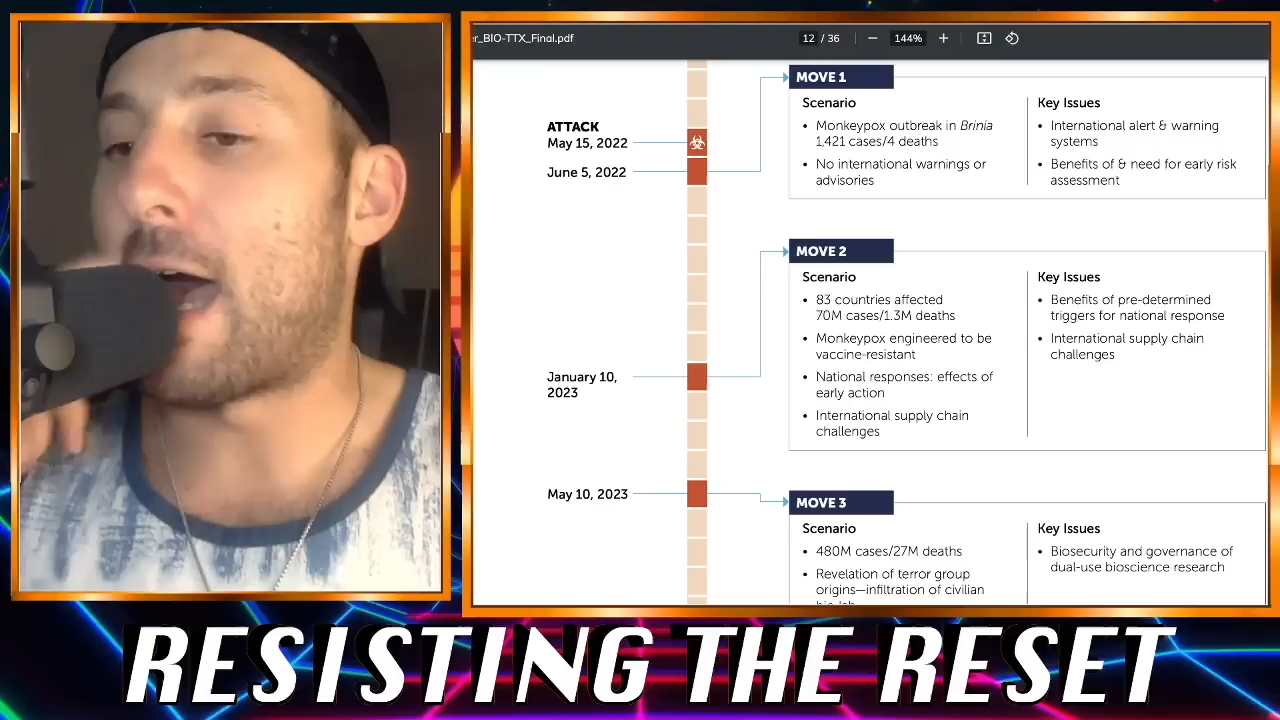 r_BIO-TTX_Final.pdf
12 / 36
144%
ATTACK
May 15, 2022
June 5, 2022
January 10,
2023
May 10, 2023
MOVE 1
Scenario
• Monkeypox outbreak in Brinia
1,421 cases/4 deaths
• No international warnings or
advisories
Key Issues
• International alert & warning
systems
• Benefits of & need for early risk
assessment
MOVE 2
Scenario
• 83 countries affected
70M cases/1.3M deaths
• Monkeypox engineered to be
vaccine-resistant
• National responses: effects of
early action
• International supply chain
challenges
Key Issues
• Benefits of pre-determined
triggers for national response
• International supply chain
challenges
MOVE 3
Scenario
• 480M cases/27M deaths
• Revelation of terror group
origins—infiltration of civilian
Key Issues
• Biosecurity and governance of
dual-use bioscience research
RESISTING THE RESET